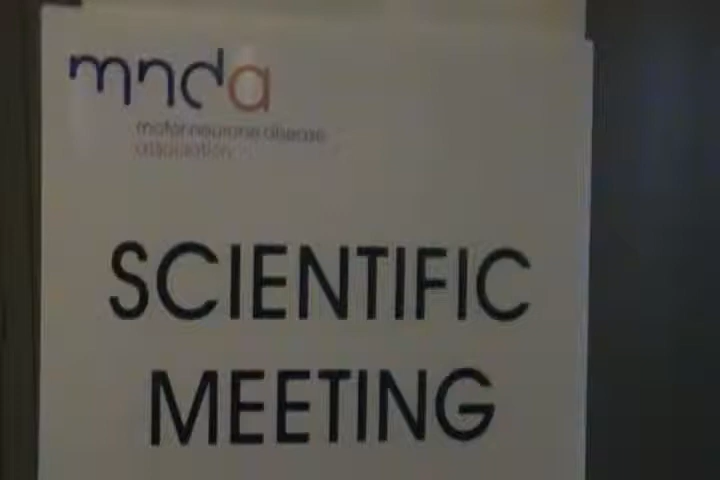 mnda
motor neurone disease
association
SCIENTIFIC
MEETING